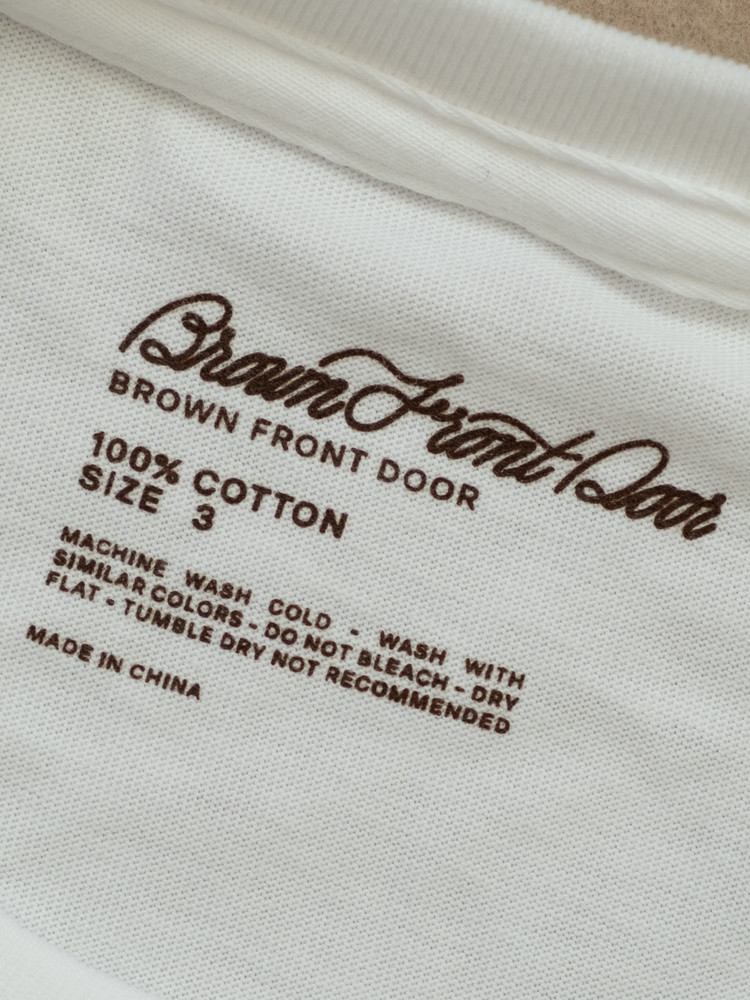 Brown Front Door
BROWN FRONT DOOR
100% COTTON
SIZE 3
MACHINE WASH COLD - WASH WITH
SIMILAR COLORS - DO NOT BLEACH - DRY
FLAT - TUMBLE DRY NOT RECOMMENDED
MADE IN CHINA